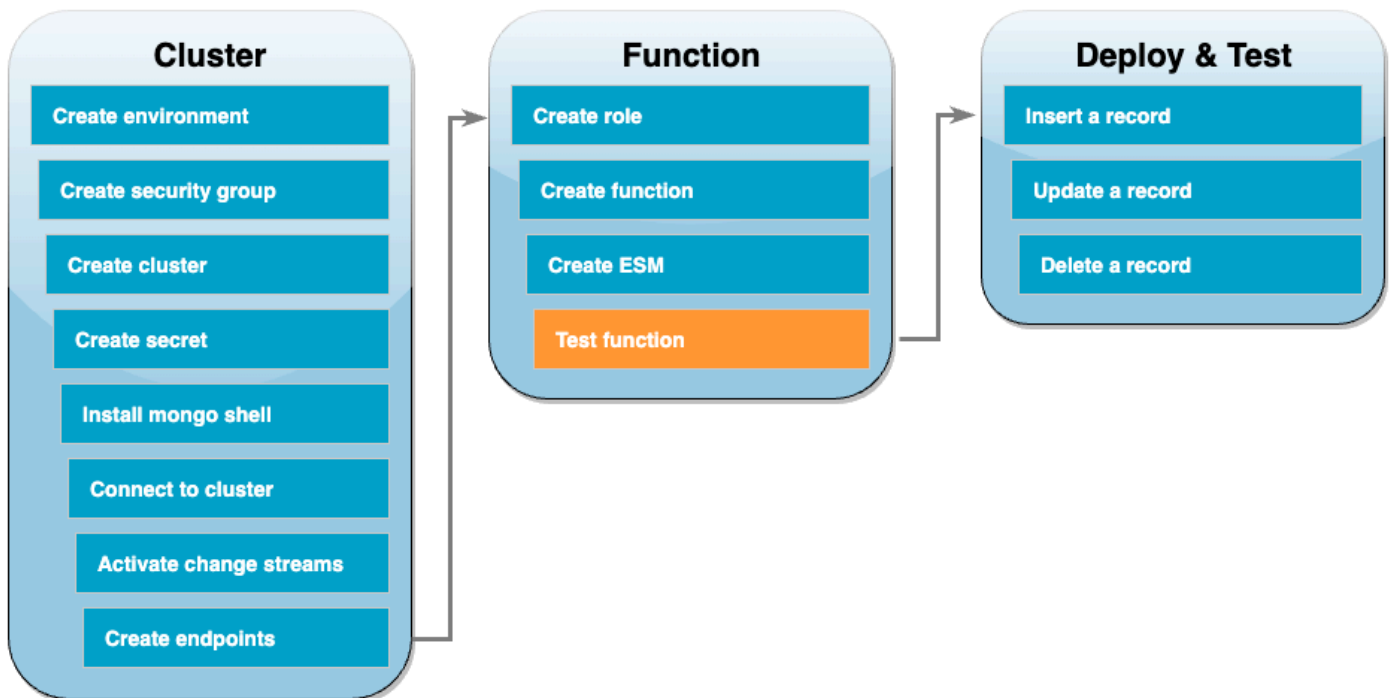 Cluster
Create environment
Create security group
Create cluster
Create secret
Install mongo shell
Connect to cluster
Activate change streams
Create endpoints
Function
Create role
Create function
Create ESM
Test function
Deploy & Test
Insert a record
Update a record
Delete a record